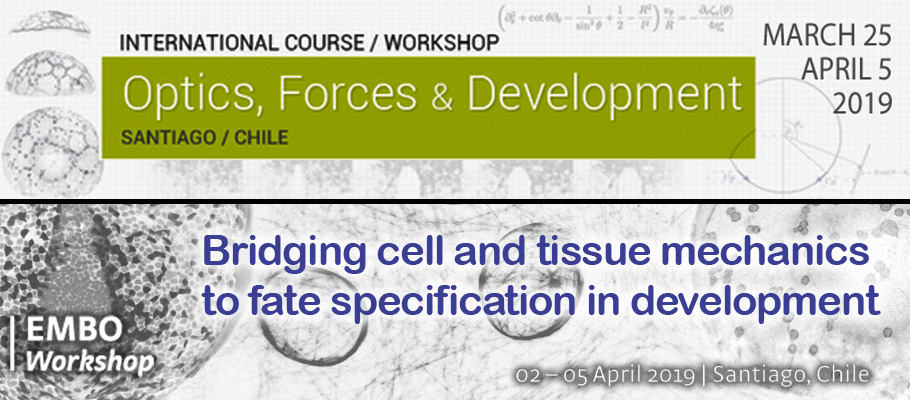 INTERNATIONAL COURSE / WORKSHOP
Optics, Forces & Development
SANTIAGO / CHILE
MARCH 25
APRIL 5
2019
Bridging cell and tissue mechanics
to fate specification in development
EMBO
Workshop
02 – 05 April 2019 | Santiago, Chile